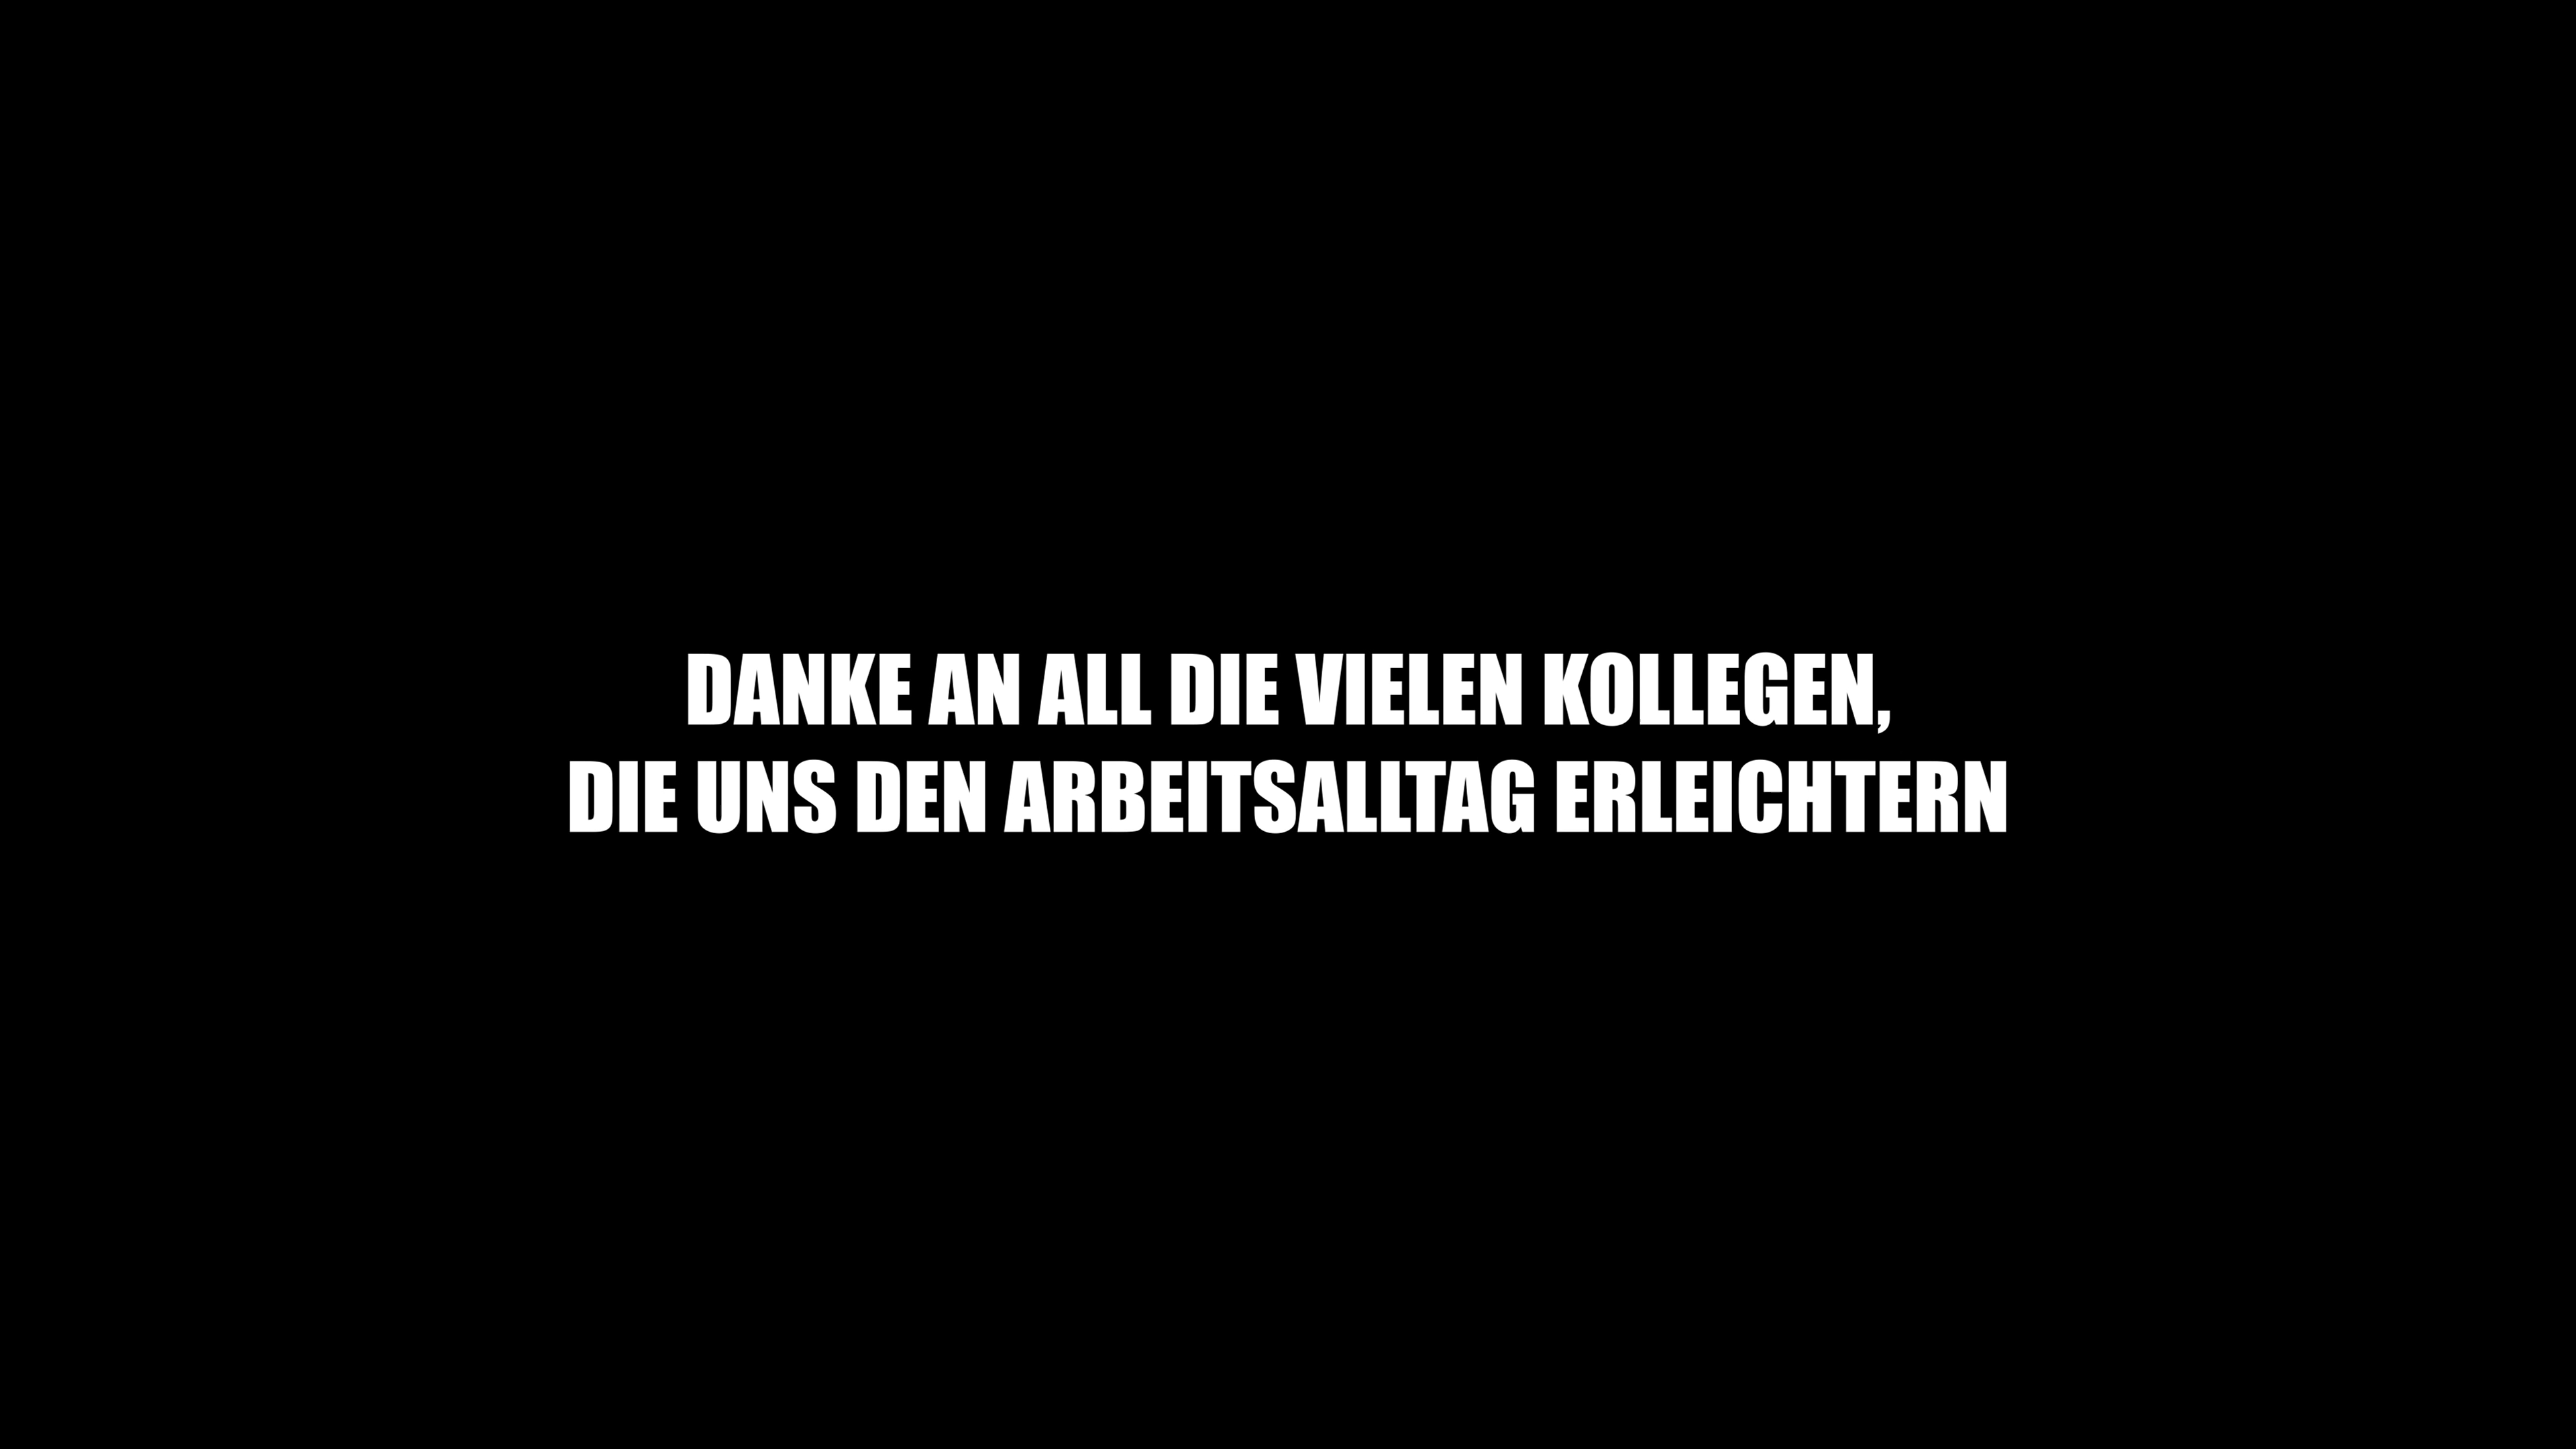 DANKE AN ALL DIE VIELEN KOLLEGEN,
DIE UNS DEN ARBEITSALLTAG ERLEICHTERN